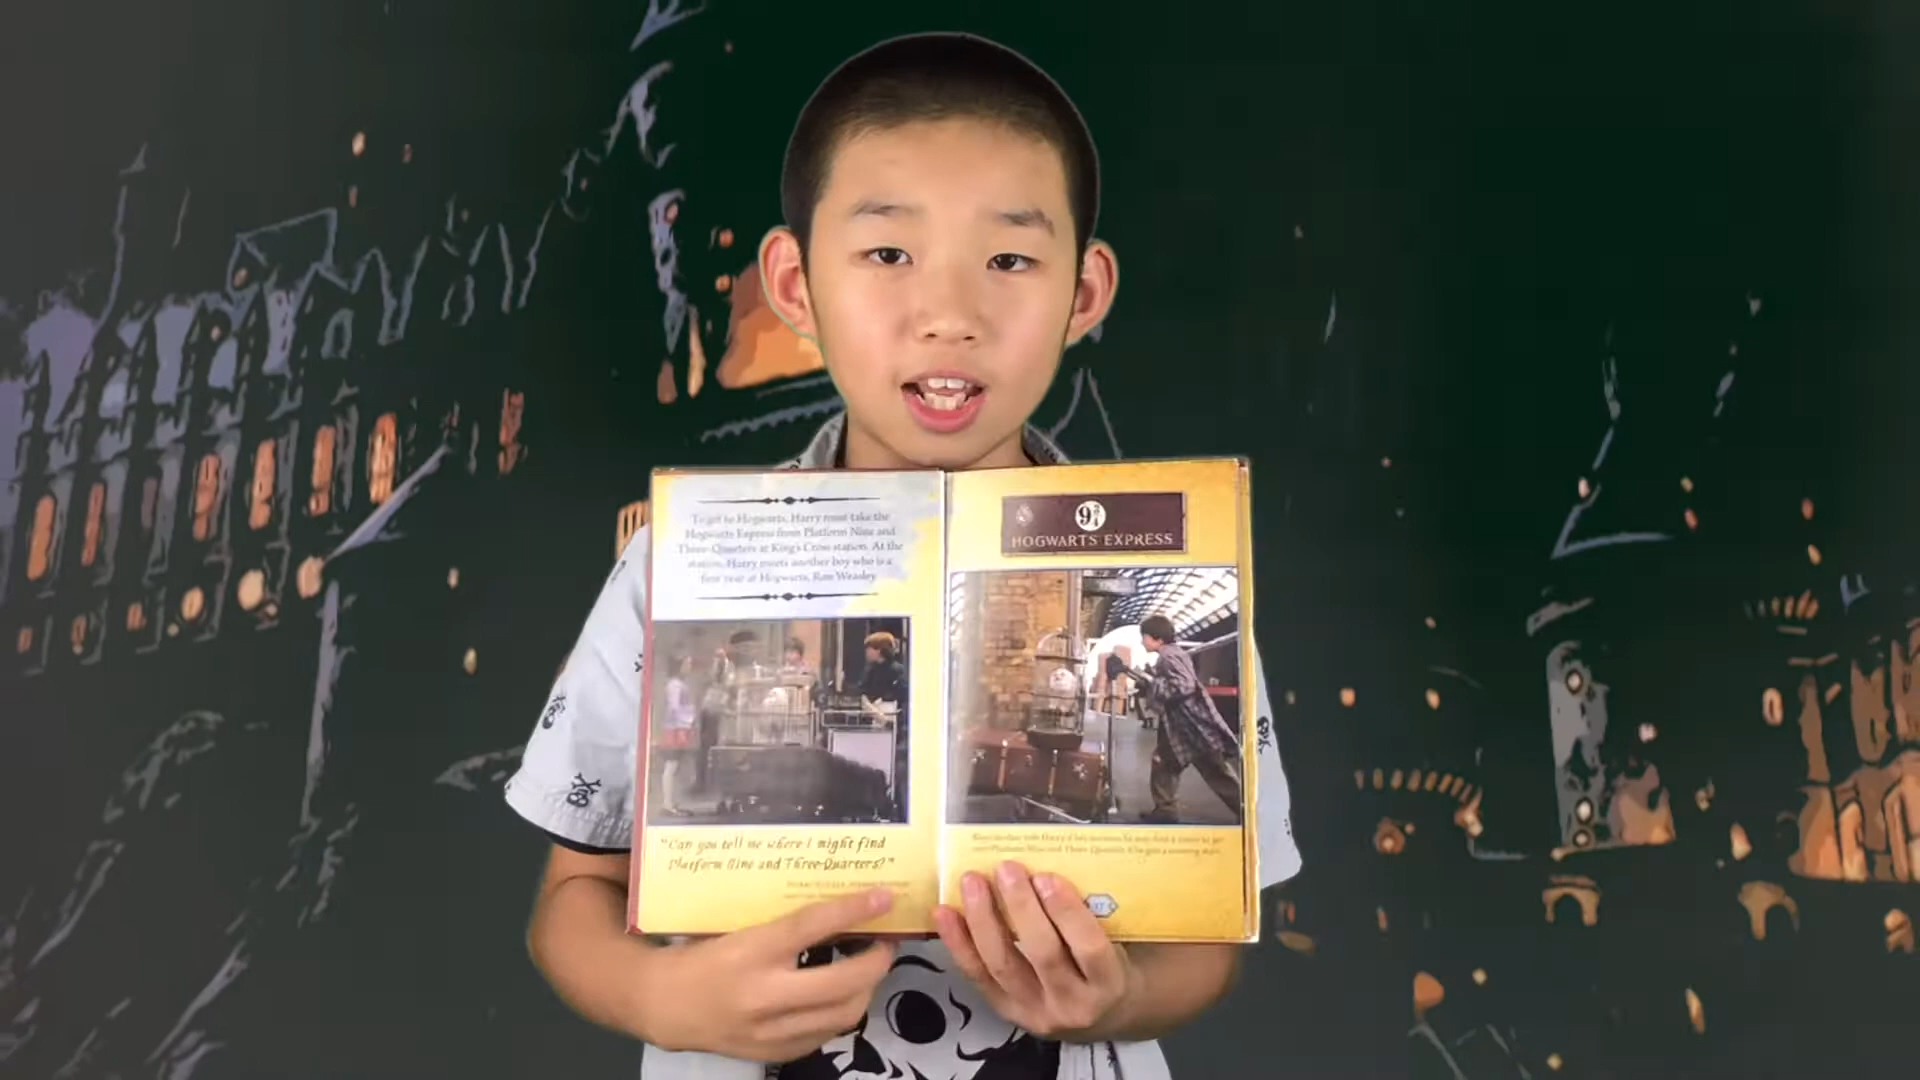 To get to Hogwarts, Harry must take the
Hogwarts Express from Platform Nine and
Three-Quarters at King's Cross station. At the
station, Harry meets another boy who is a
first year at Hogwarts, Ron Weasley.
"Can you tell me where I might find
Platform Nine and Three-Quarters?"
9¾
HOGWARTS EXPRESS